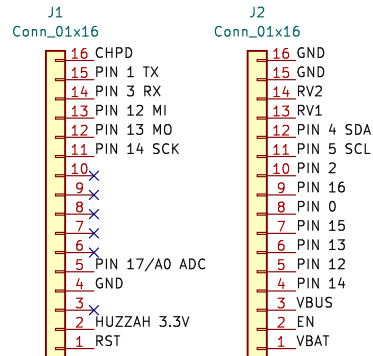 J1
Conn_01x16
16 CHPD
15 PIN 1 TX
14 PIN 3 RX
13 PIN 12 MI
12 PIN 13 MO
11 PIN 14 SCK
10
9
8
7
6
5 PIN 17/A0 ADC
4 GND
3
2 HUZZAH 3.3V
1 RST
J2
Conn_01x16
16 GND
15 GND
14 RV2
13 RV1
12 PIN 4 SDA
11 PIN 5 SCL
10 PIN 2
9 PIN 16
8 PIN 0
7 PIN 15
6 PIN 13
5 PIN 12
4 PIN 14
3 VBUS
2 EN
1 VBAT